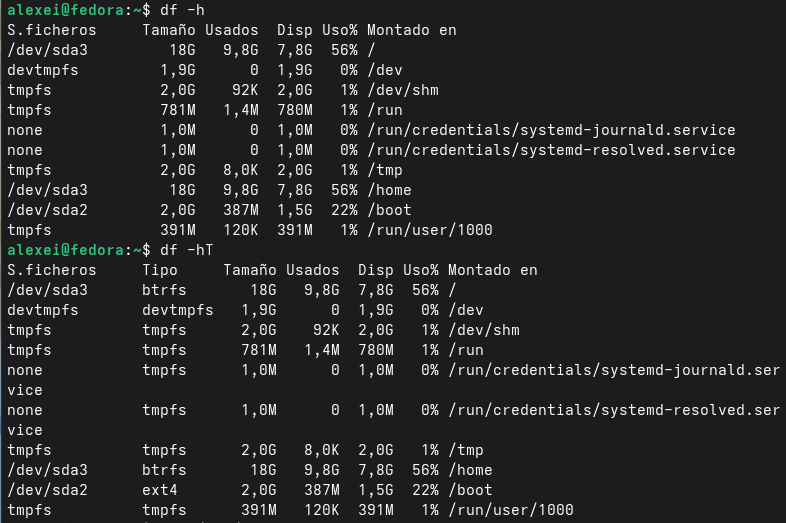 alexei@fedora:~$ df -h
S.ficheros     Tamaño Usados  Disp Uso% Montado en
/dev/sda3         18G   9,8G  7,8G  56% /
devtmpfs         1,9G      0  1,9G   0% /dev
tmpfs            2,0G    92K  2,0G   1% /dev/shm
tmpfs            781M   1,4M  780M   1% /run
none             1,0M      0  1,0M   0% /run/credentials/systemd-journald.service
none             1,0M      0  1,0M   0% /run/credentials/systemd-resolved.service
tmpfs            2,0G   8,0K  2,0G   1% /tmp
/dev/sda3         18G   9,8G  7,8G  56% /home
/dev/sda2        2,0G   387M  1,5G  22% /boot
tmpfs            391M   120K  391M   1% /run/user/1000
alexei@fedora:~$ df -hT
S.ficheros     Tipo     Tamaño Usados  Disp Uso% Montado en
/dev/sda3      btrfs       18G   9,8G  7,8G  56% /
devtmpfs       devtmpfs   1,9G      0  1,9G   0% /dev
tmpfs          tmpfs      2,0G    92K  2,0G   1% /dev/shm
tmpfs          tmpfs      781M   1,4M  780M   1% /run
none           tmpfs      1,0M      0  1,0M   0% /run/credentials/systemd-journald.ser
vice
none           tmpfs      1,0M      0  1,0M   0% /run/credentials/systemd-resolved.ser
vice
tmpfs          tmpfs      2,0G   8,0K  2,0G   1% /tmp
/dev/sda3      btrfs       18G   9,8G  7,8G  56% /home
/dev/sda2      ext4       2,0G   387M  1,5G  22% /boot
tmpfs          tmpfs      391M   120K  391M   1% /run/user/1000